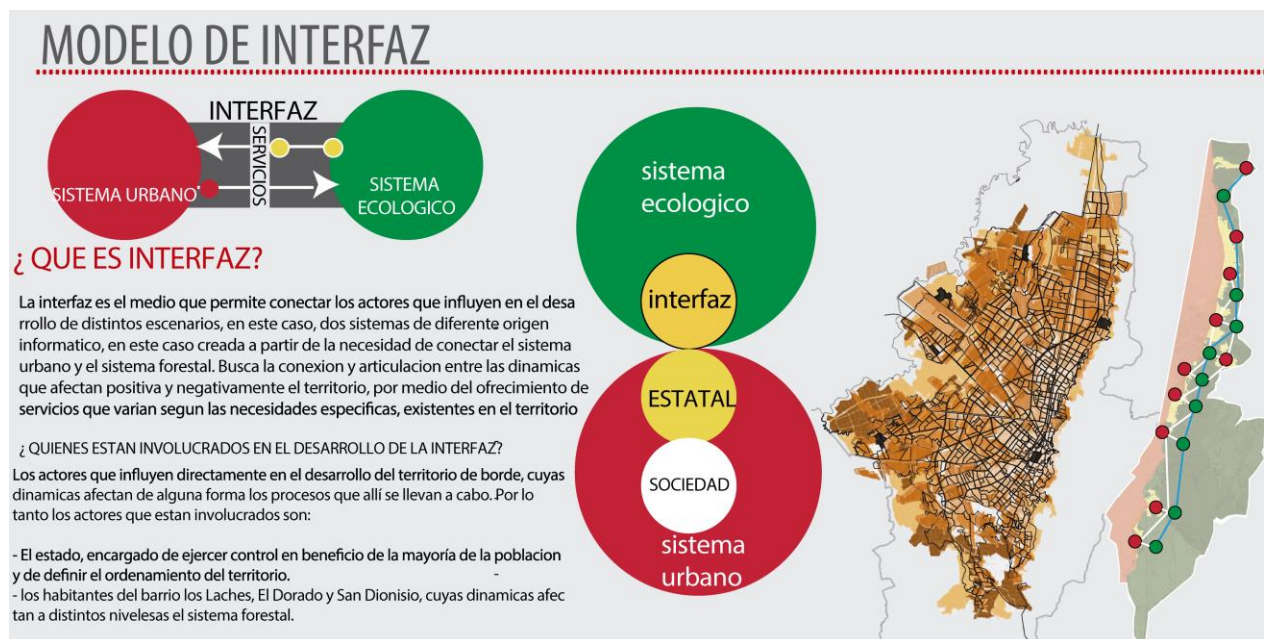 MODELO DE INTERFAZ
INTERFAZ
SERVICIOS
SISTEMA URBANO
SISTEMA
ECOLOGICO
¿ QUE ES INTERFAZ?
La interfaz es el medio que permite conectar los actores que influyen en el desa
rrollo de distintos escenarios, en este caso, dos sistemas de diferente origen
informatico, en este caso creada a partir de la necesidad de conectar el sistema
urbano y el sistema forestal. Busca la conexion y articulacion entre las dinamicas
que afectan positiva y negativamente el territorio, por medio del ofrecimiento de
servicios que varian segun las necesidades especificas, existentes en el territorio
¿ QUIENES ESTAN INVOLUCRADOS EN EL DESARROLLO DE LA INTERFAZ?
Los actores que influyen directamente en el desarrollo del territorio de borde, cuyas
dinamicas afectan de alguna forma los procesos que allí se llevan a cabo. Por lo
tanto los actores que estan involucrados son:
- El estado, encargado de ejercer control en beneficio de la mayoría de la poblacion
y de definir el ordenamiento del territorio. -
- los habitantes del barrio los Laches, El Dorado y San Dionisio, cuyas dinamicas afec
tan a distintos nivelesas el sistema forestal.
sistema
ecologico
interfaz
ESTATAL
SOCIEDAD
sistema
urbano